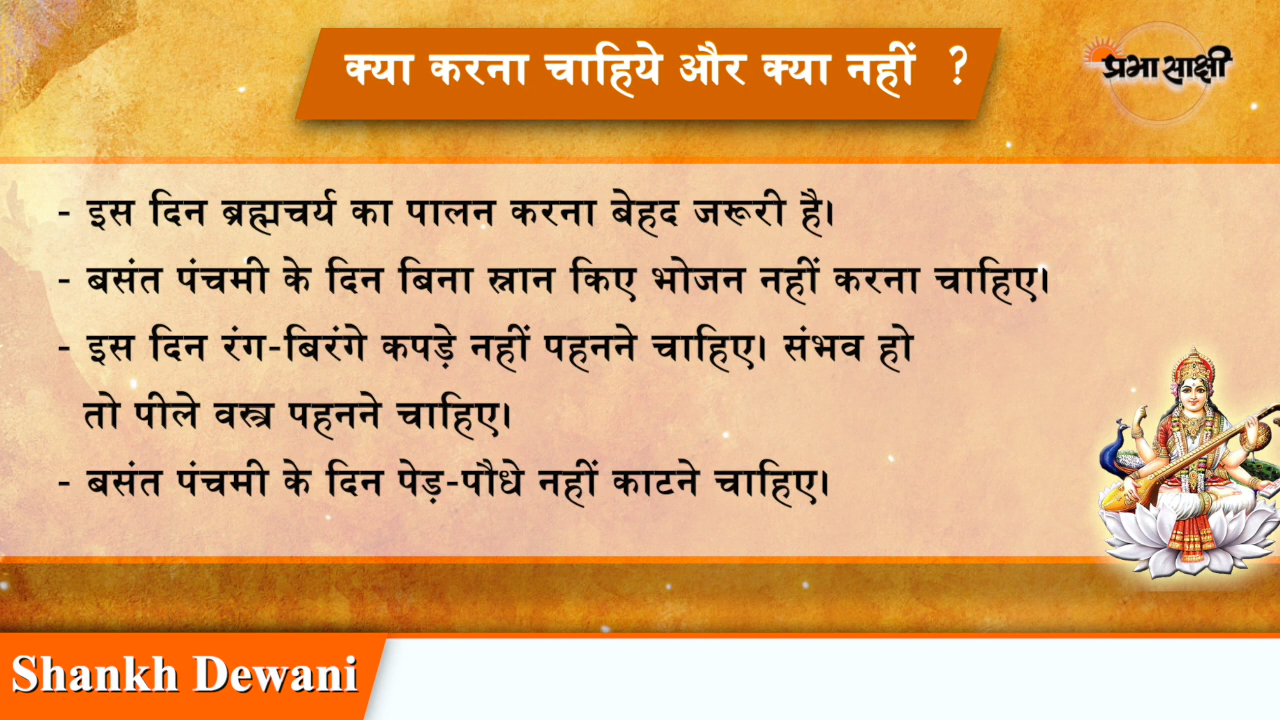 क्या करना चाहिये और क्या नहीं ?
प्रभासाक्षी
- इस दिन ब्रह्मचर्य का पालन करना बेहद जरूरी है।
- बसंत पंचमी के दिन बिना स्नान किए भोजन नहीं करना चाहिए।
- इस दिन रंग-बिरंगे कपड़े नहीं पहनने चाहिए। संभव हो
तो पीले वस्त्र पहनने चाहिए।
- बसंत पंचमी के दिन पेड़-पौधे नहीं काटने चाहिए।
Shankh Dewani